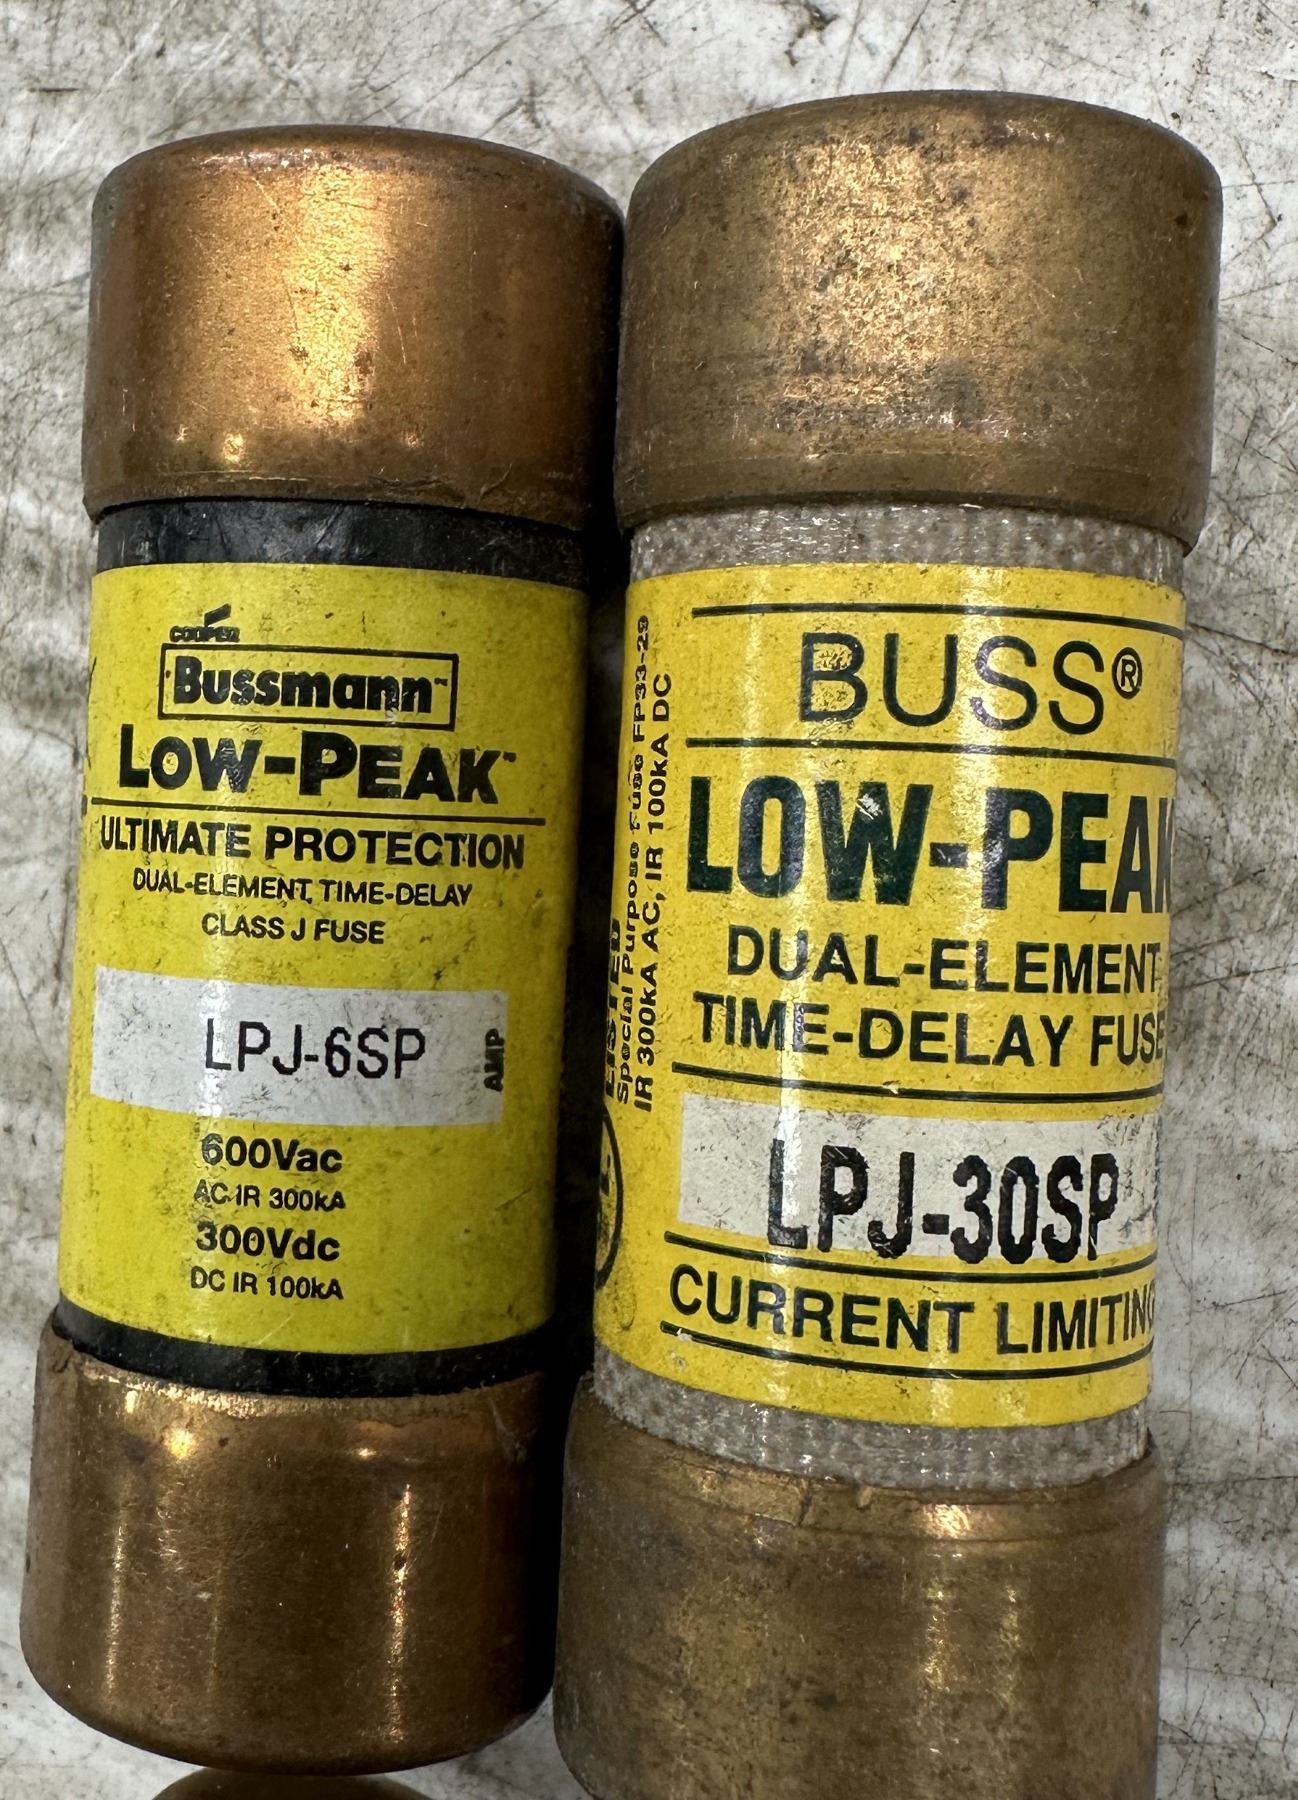 COOPER
Bussmann™
LOW-PEAK™
ULTIMATE PROTECTION
DUAL-ELEMENT, TIME-DELAY
CLASS J FUSE
LPJ-6SP
AMP
600Vac
AC IR 300kA
300Vdc
DC IR 100kA
BUSS®
LOW-PEAK
DUAL-ELEMENT
TIME-DELAY FUSE
LPJ-30SP
CURRENT LIMITING
LISTED
Special Purpose Fuse FP33-23
IR 300kA AC, IR 100kA DC